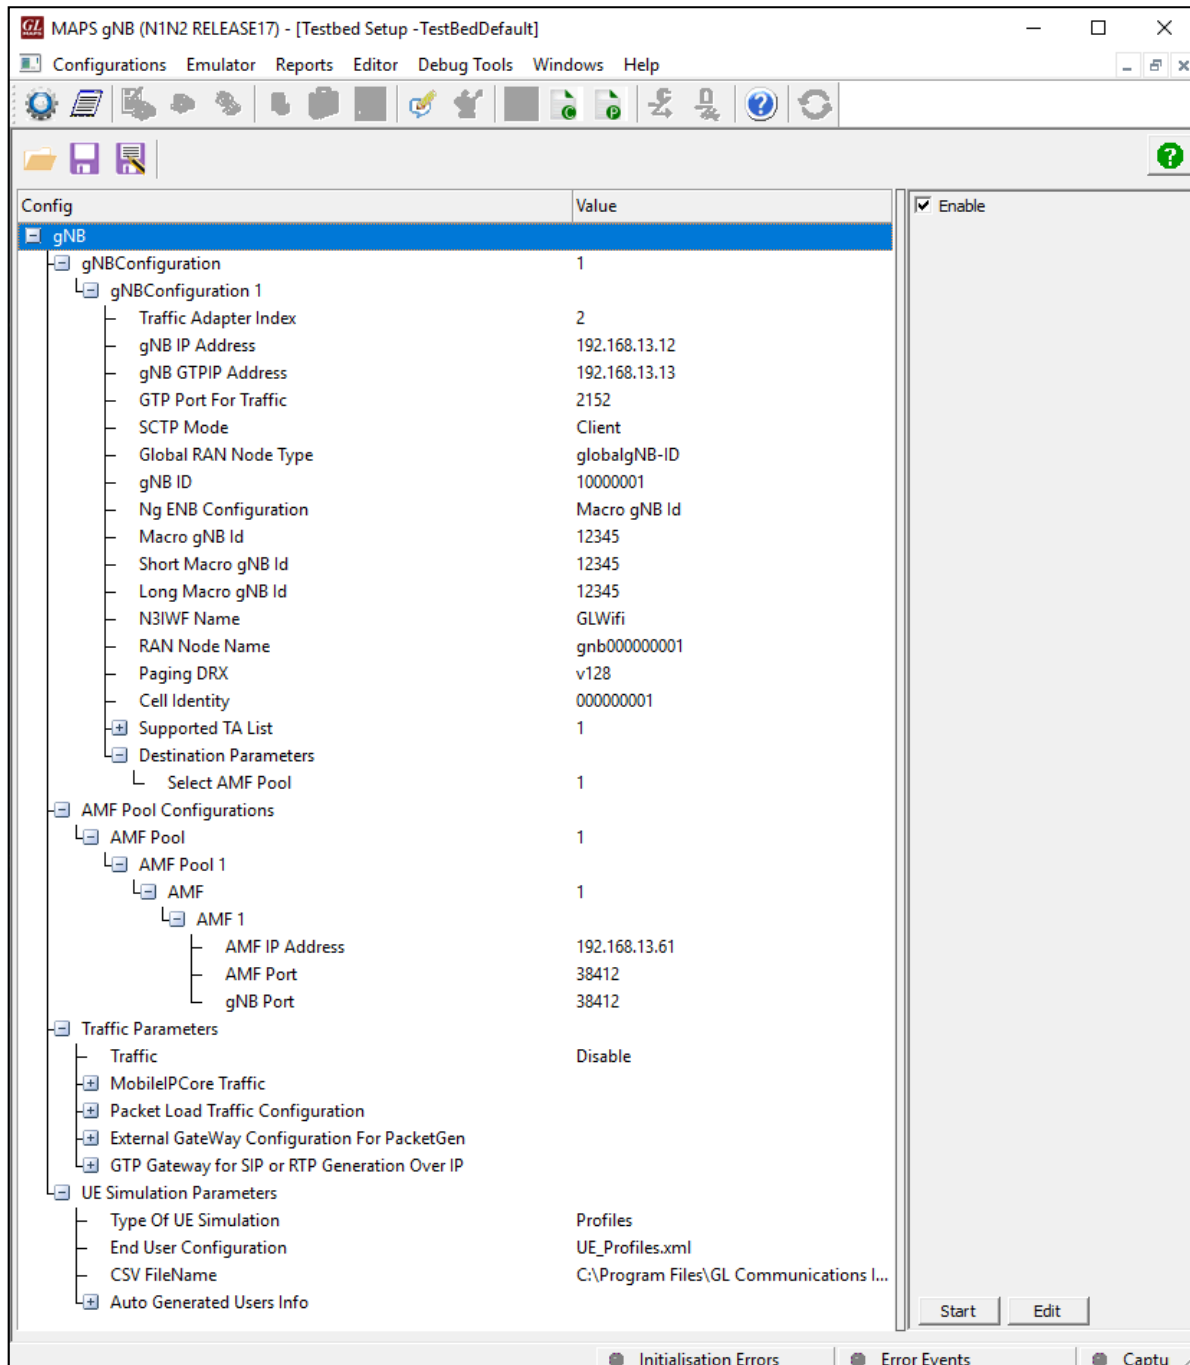 GL MAPS MAPS gNB (N1N2 RELEASE17) - [Testbed Setup -TestBedDefault]
Configurations Emulator Reports Editor Debug Tools Windows Help
Config Value
Enable
gNB
gNBConfiguration 1
gNBConfiguration 1
Traffic Adapter Index 2
gNB IP Address 192.168.13.12
gNB GTPIP Address 192.168.13.13
GTP Port For Traffic 2152
SCTP Mode Client
Global RAN Node Type globalgNB-ID
gNB ID 10000001
Ng ENB Configuration Macro gNB Id
Macro gNB Id 12345
Short Macro gNB Id 12345
Long Macro gNB Id 12345
N3IWF Name GLWifi
RAN Node Name gnb000000001
Paging DRX v128
Cell Identity 000000001
Supported TA List 1
Destination Parameters
Select AMF Pool 1
AMF Pool Configurations
AMF Pool 1
AMF Pool 1
AMF 1
AMF 1
AMF IP Address 192.168.13.61
AMF Port 38412
gNB Port 38412
Traffic Parameters
Traffic Disable
MobileIPCore Traffic
Packet Load Traffic Configuration
External GateWay Configuration For PacketGen
GTP Gateway for SIP or RTP Generation Over IP
UE Simulation Parameters
Type Of UE Simulation Profiles
End User Configuration UE_Profiles.xml
CSV FileName C:\Program Files\GL Communications I...
Auto Generated Users Info
Start Edit
Initialisation Errors Error Events Captu